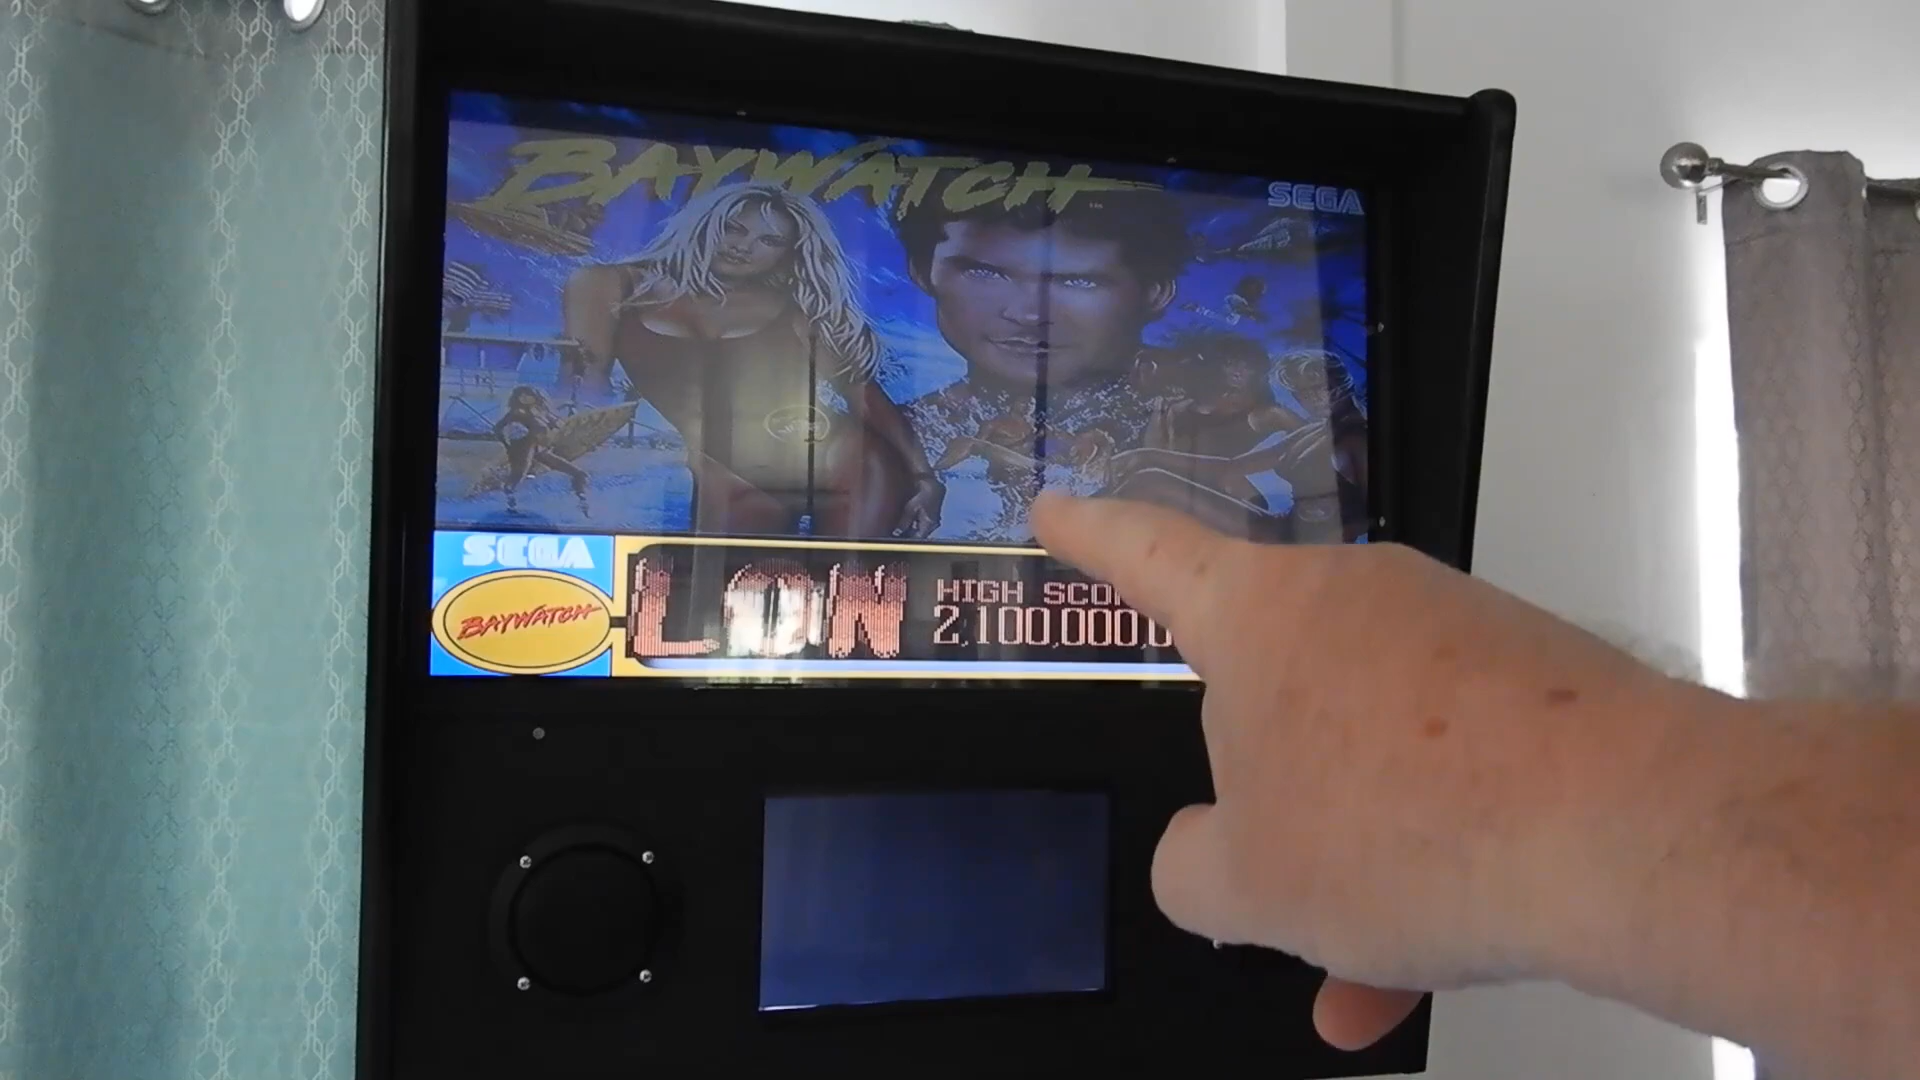 BAYWATCH
SEGA
SEGA
BAYWATCH
LON
HIGH SCO
2,100,000,0